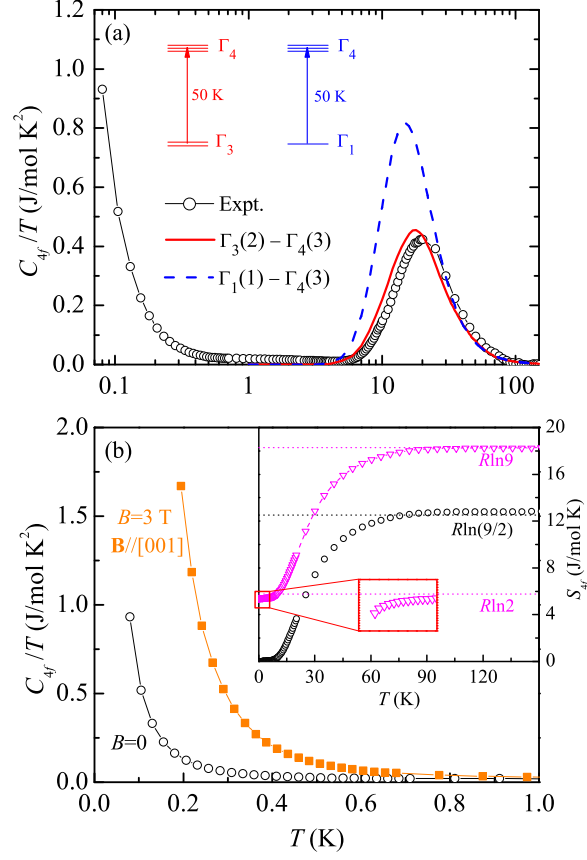 1.2
(a)
Γ4
Γ4
1.0
50 K
50 K
0.8
Γ3
Γ1
0.6
Expt.
0.4
Γ3(2) − Γ4(3)
0.2
Γ1(1) − Γ4(3)
0.0
C4f /T (J/mol K²)
0.1
1
10
100
2.0
(b)
20
Rln9
16
1.5
B=3 T
B//[001]
Rln(9/2)
12
S4f (J/mol K)
1.0
8
Rln2
4
0.5
0
0
30
60
90
120
T (K)
B=0
0.0
C4f /T (J/mol K²)
0.0
0.2
0.4
0.6
0.8
1.0
T (K)